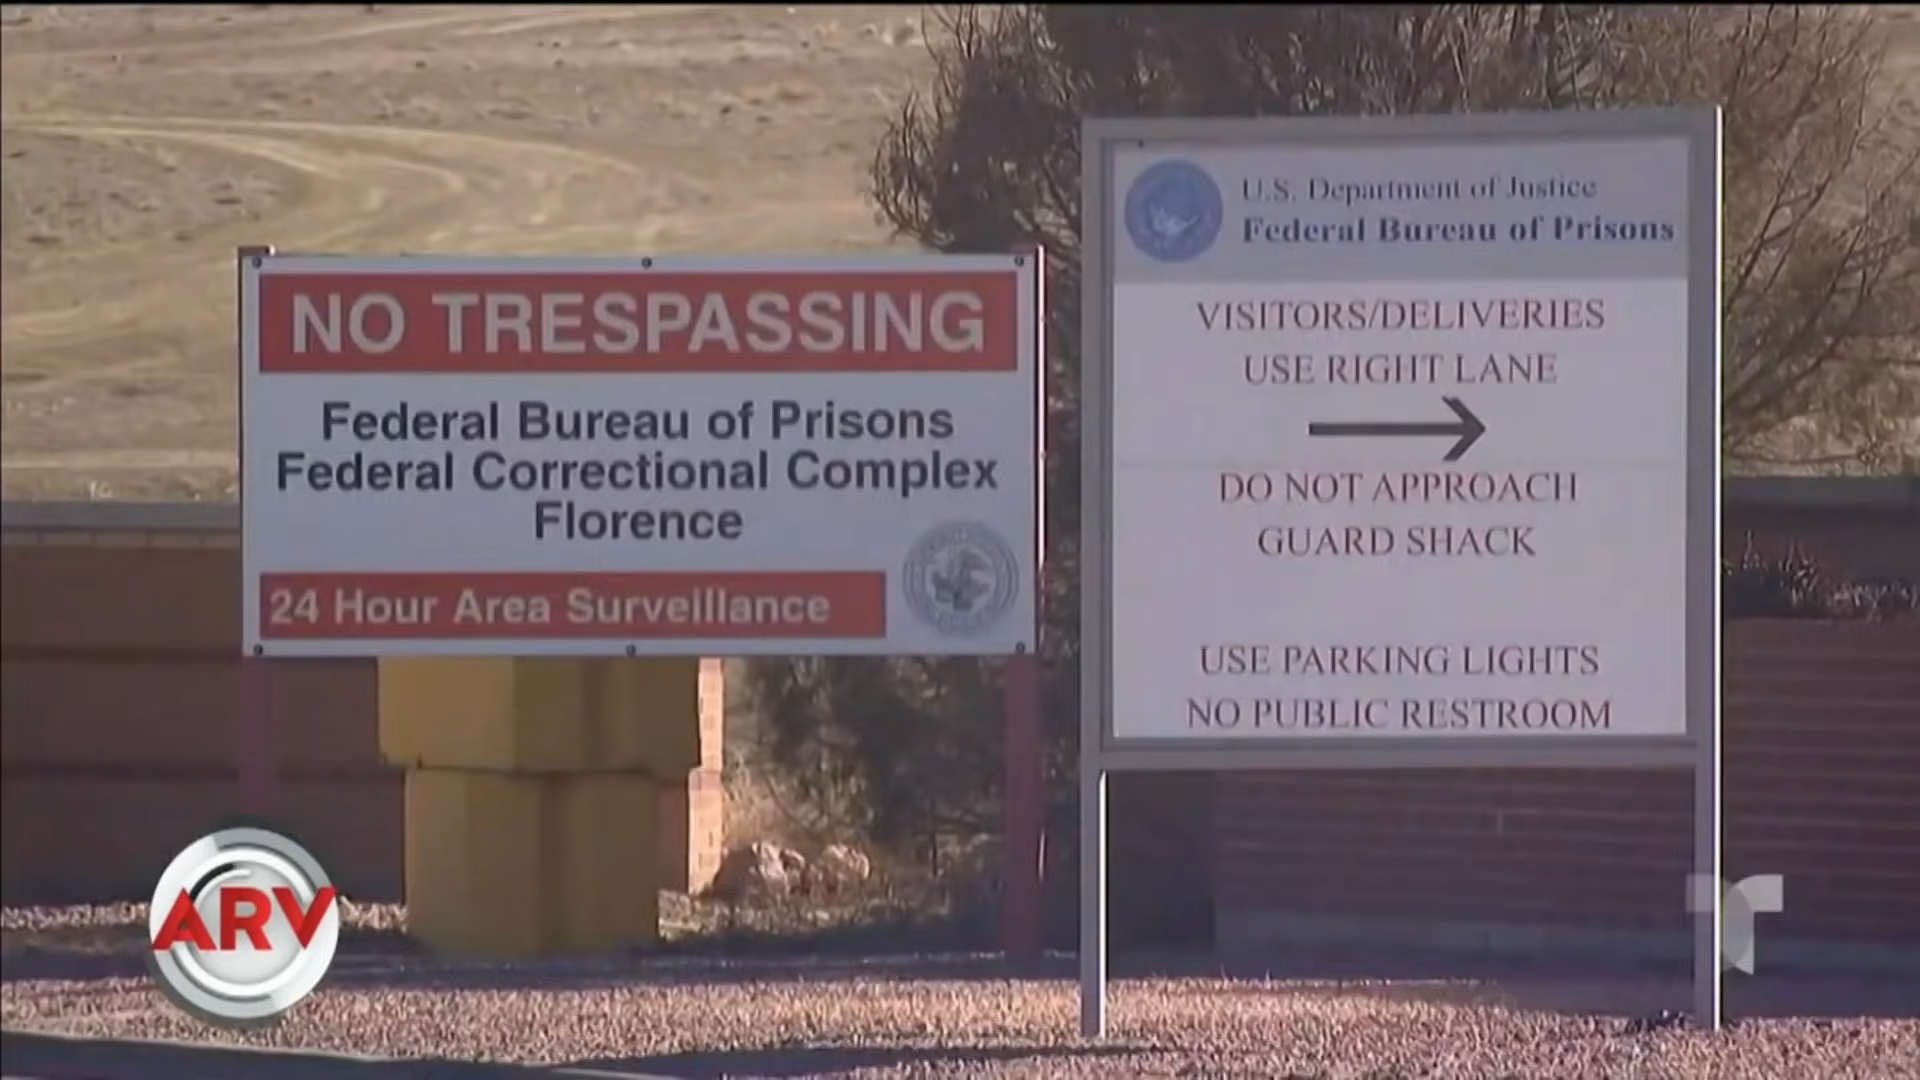 NO TRESPASSING
Federal Bureau of Prisons
Federal Correctional Complex
Florence
24 Hour Area Surveillance
U.S. Department of Justice
Federal Bureau of Prisons
VISITORS/DELIVERIES
USE RIGHT LANE
DO NOT APPROACH
GUARD SHACK
USE PARKING LIGHTS
NO PUBLIC RESTROOM
ARV